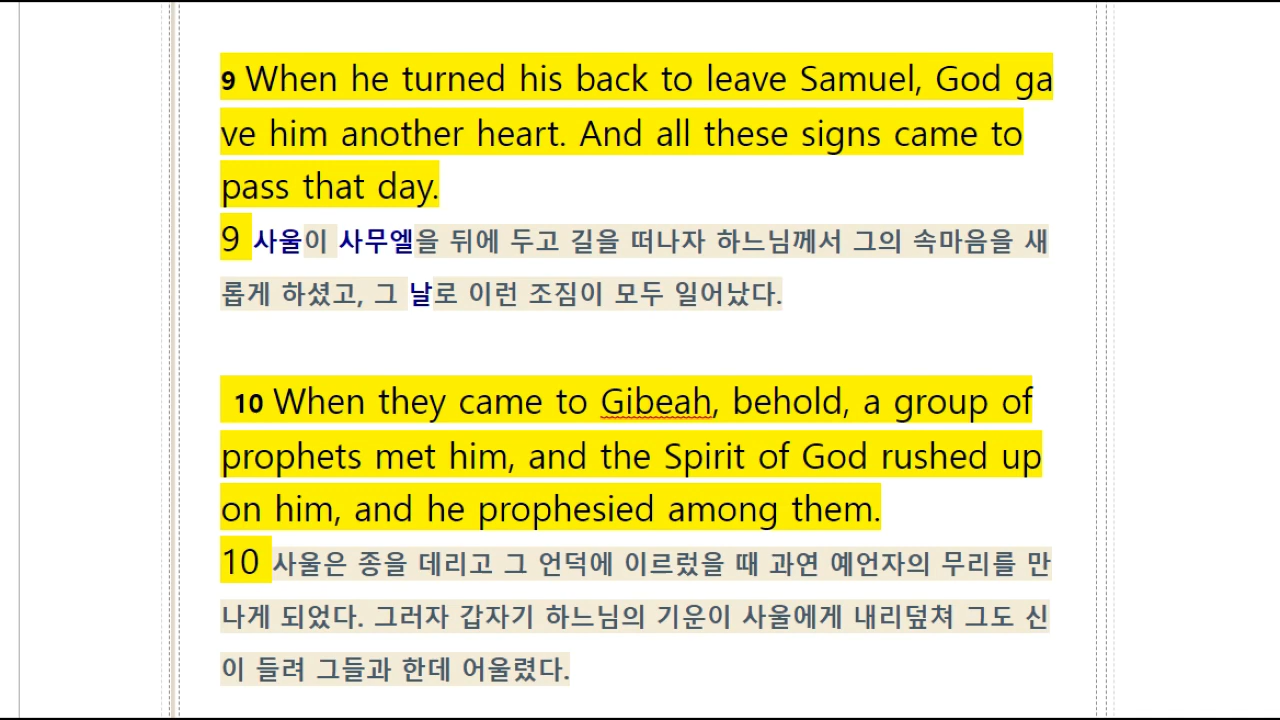 9 When he turned his back to leave Samuel, God ga
ve him another heart. And all these signs came to
pass that day.
9 사울이 사무엘을 뒤에 두고 길을 떠나자 하느님께서 그의 속마음을 새
롭게 하셨고, 그 날로 이런 조짐이 모두 일어났다.
10 When they came to Gibeah, behold, a group of
prophets met him, and the Spirit of God rushed up
on him, and he prophesied among them.
10 사울은 종을 데리고 그 언덕에 이르렀을 때 과연 예언자의 무리를 만
나게 되었다. 그러자 갑자기 하느님의 기운이 사울에게 내리덮쳐 그도 신
이 들려 그들과 한데 어울렸다.